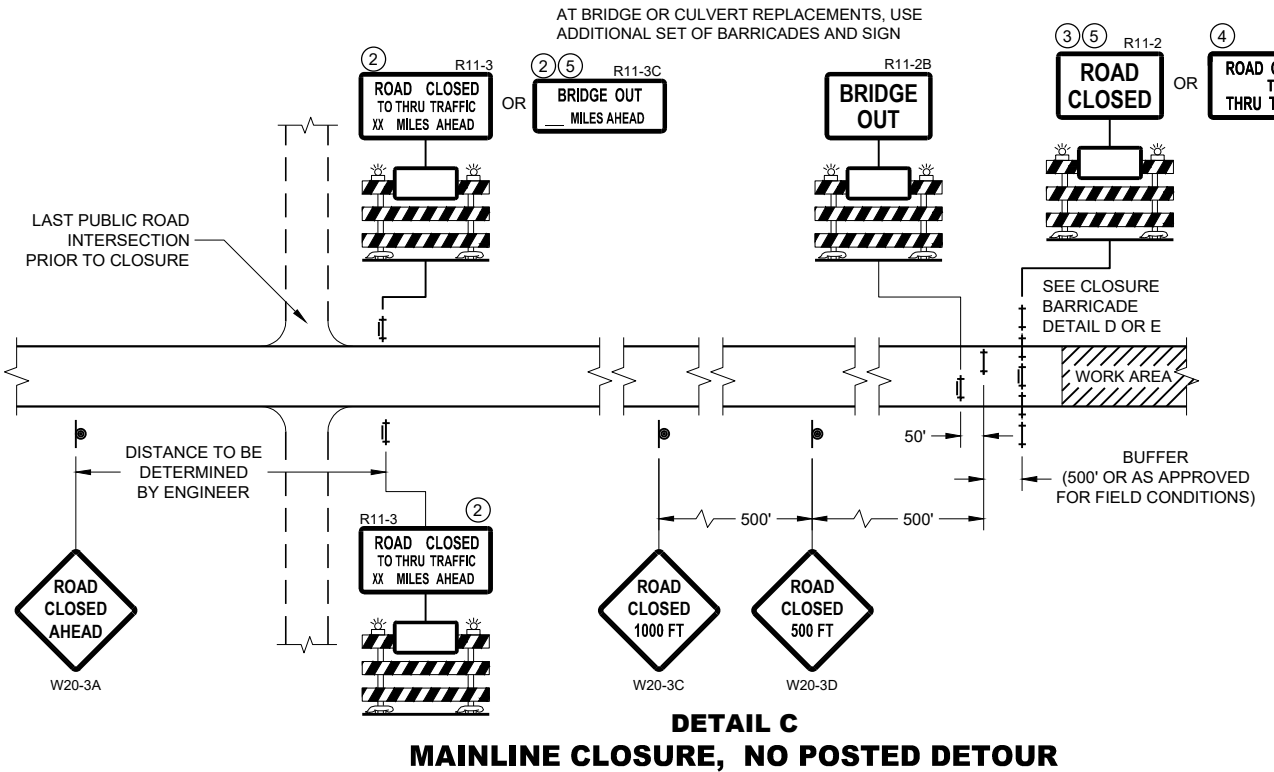 AT BRIDGE OR CULVERT REPLACEMENTS, USE
ADDITIONAL SET OF BARRICADES AND SIGN
2
R11-3
ROAD CLOSED
TO THRU TRAFFIC
XX MILES AHEAD
OR
2 5
R11-3C
BRIDGE OUT
___ MILES AHEAD
R11-2B
BRIDGE
OUT
3 5
R11-2
ROAD
CLOSED
OR
4
ROAD
THRU
LAST PUBLIC ROAD
INTERSECTION
PRIOR TO CLOSURE
SEE CLOSURE
BARRICADE
DETAIL D OR E
WORK AREA
DISTANCE TO BE
DETERMINED
BY ENGINEER
50'
BUFFER
(500' OR AS APPROVED
FOR FIELD CONDITIONS)
R11-3
2
ROAD CLOSED
TO THRU TRAFFIC
XX MILES AHEAD
500'
500'
ROAD
CLOSED
AHEAD
W20-3A
ROAD
CLOSED
1000 FT
W20-3C
ROAD
CLOSED
500 FT
W20-3D
DETAIL C
MAINLINE CLOSURE, NO POSTED DETOUR